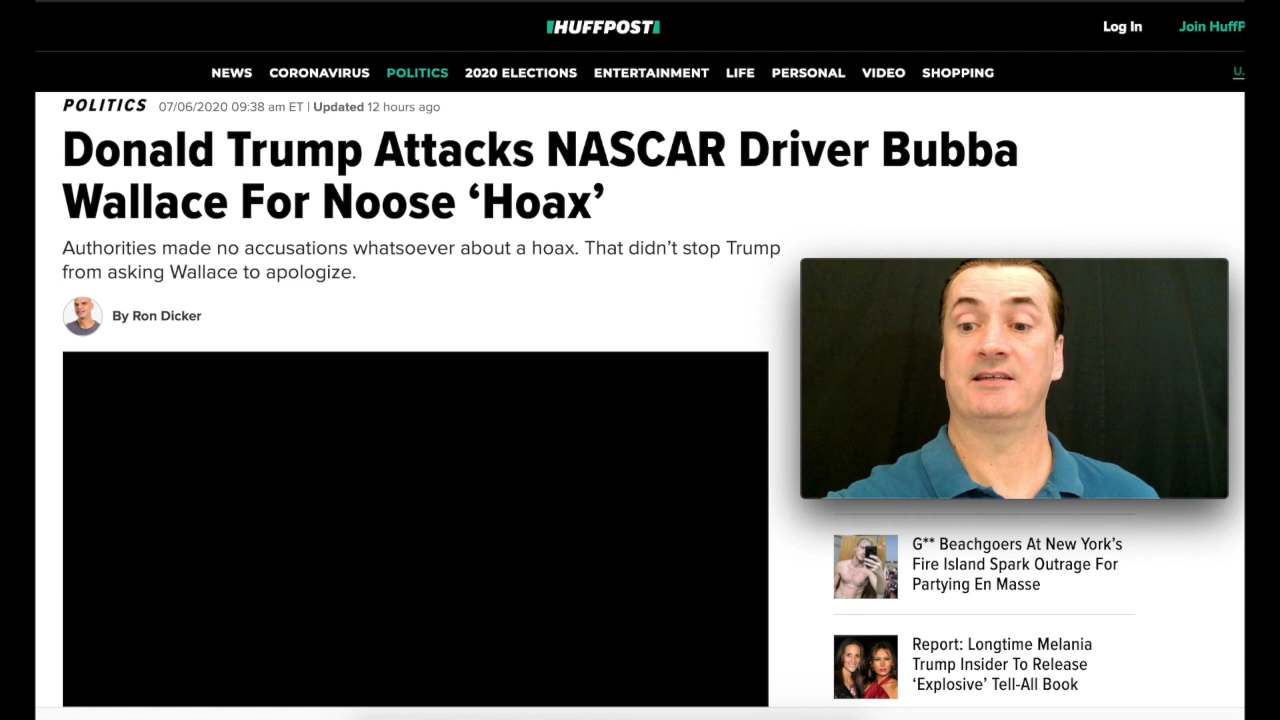 HUFFPOST
Log In
Join HuffP
NEWS CORONAVIRUS POLITICS 2020 ELECTIONS ENTERTAINMENT LIFE PERSONAL VIDEO SHOPPING
U.
POLITICS 07/06/2020 09:38 am ET | Updated 12 hours ago
Donald Trump Attacks NASCAR Driver Bubba
Wallace For Noose ‘Hoax’
Authorities made no accusations whatsoever about a hoax. That didn’t stop Trump
from asking Wallace to apologize.
By Ron Dicker
G** Beachgoers At New York’s
Fire Island Spark Outrage For
Partying En Masse
Report: Longtime Melania
Trump Insider To Release
‘Explosive’ Tell-All Book